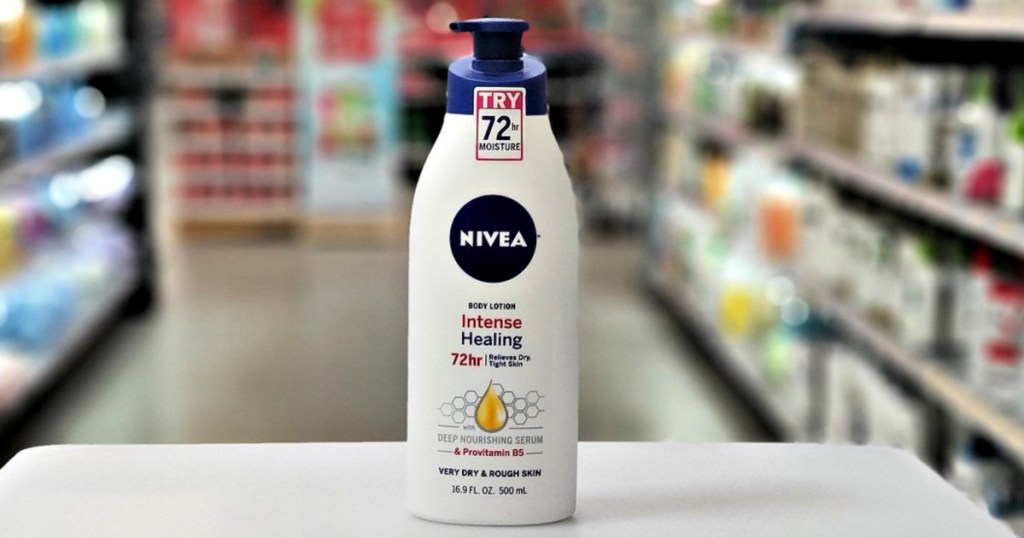 TRY
72hr
MOISTURE
NIVEA
BODY LOTION
Intense
Healing
72hr Relieves Dry,
Tight Skin
with
DEEP NOURISHING SERUM
& Provitamin B5
VERY DRY & ROUGH SKIN
16.9 FL. OZ. 500 mL